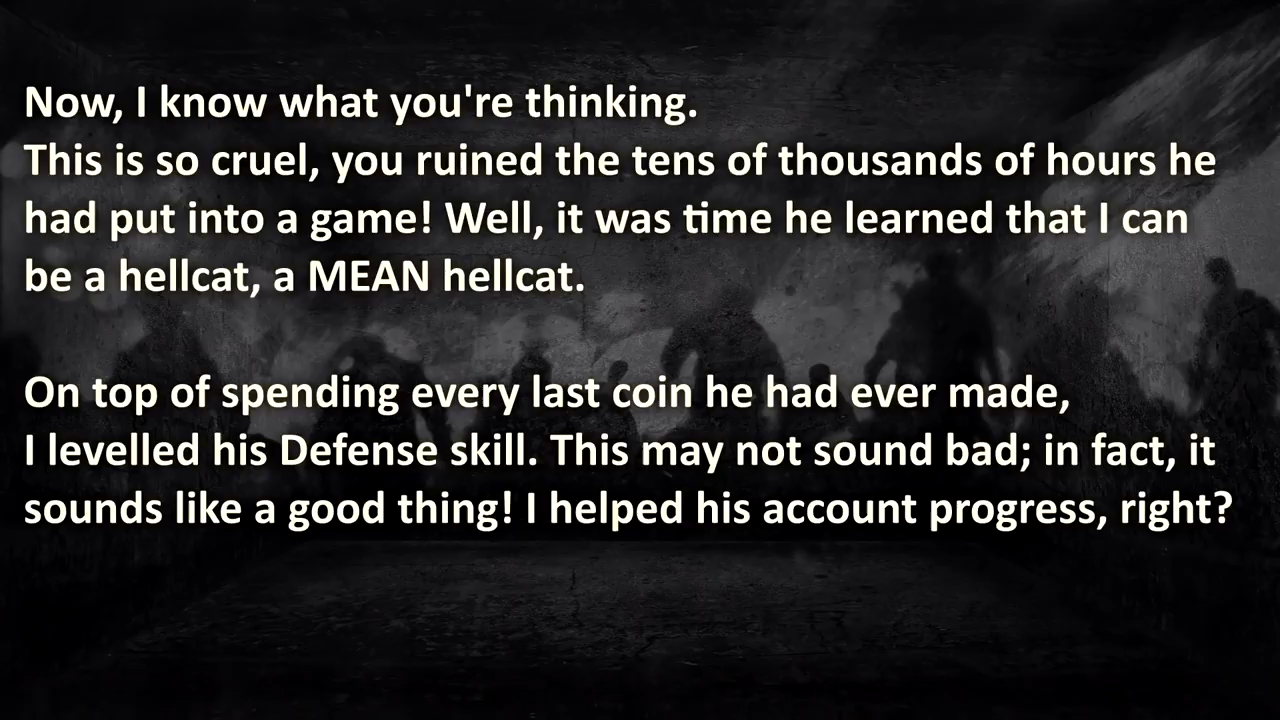 Now, I know what you're thinking.
This is so cruel, you ruined the tens of thousands of hours he
had put into a game! Well, it was time he learned that I can
be a hellcat, a MEAN hellcat.
On top of spending every last coin he had ever made,
I levelled his Defense skill. This may not sound bad; in fact, it
sounds like a good thing! I helped his account progress, right?